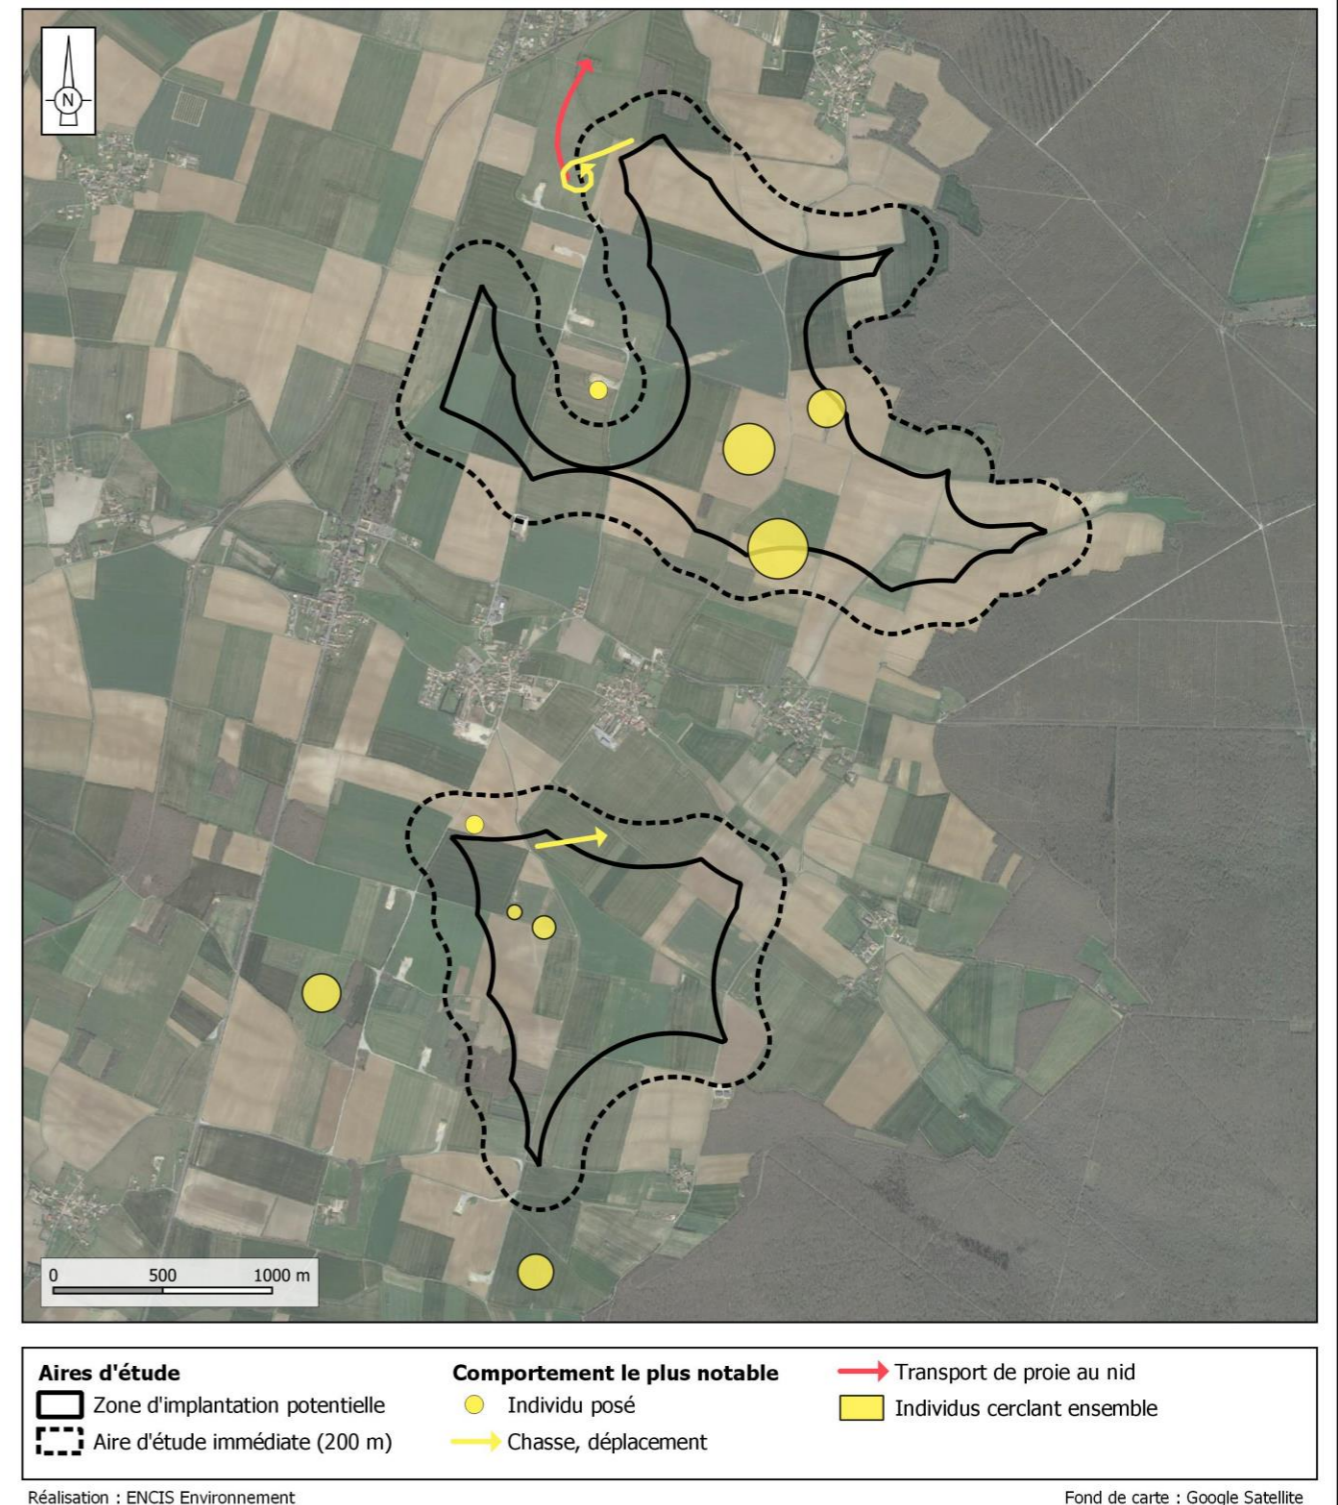 N
0 500 1000 m
Aires d'étude
Zone d'implantation potentielle
Aire d'étude immédiate (200 m)
Comportement le plus notable
Individu posé
Chasse, déplacement
Transport de proie au nid
Individus cerclant ensemble
Réalisation : ENCIS Environnement
Fond de carte : Google Satellite